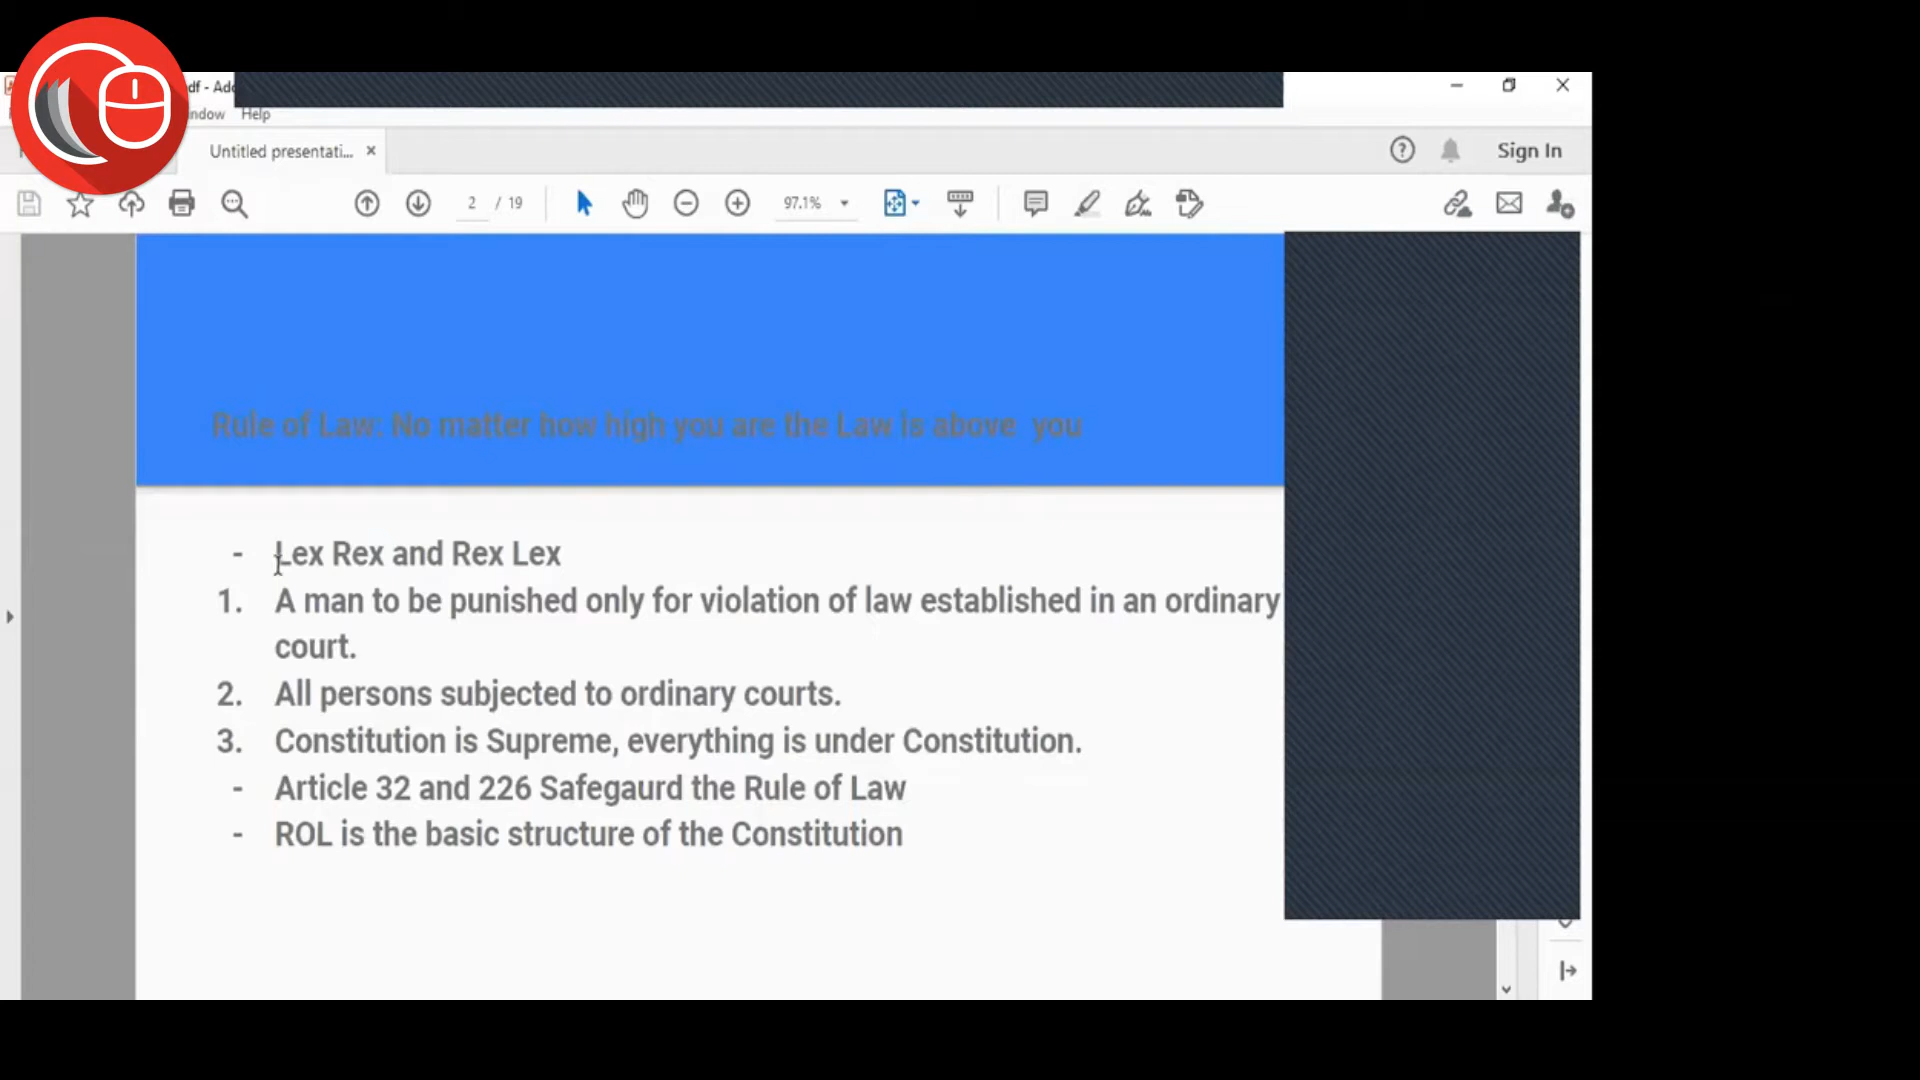 df - Ado
ndow Help
Untitled presentati...
Sign In
2 / 19
97.1%
Rule of Law: No matter how high you are the Law is above you
- Lex Rex and Rex Lex
1. A man to be punished only for violation of law established in an ordinary
court.
2. All persons subjected to ordinary courts.
3. Constitution is Supreme, everything is under Constitution.
- Article 32 and 226 Safegaurd the Rule of Law
- ROL is the basic structure of the Constitution